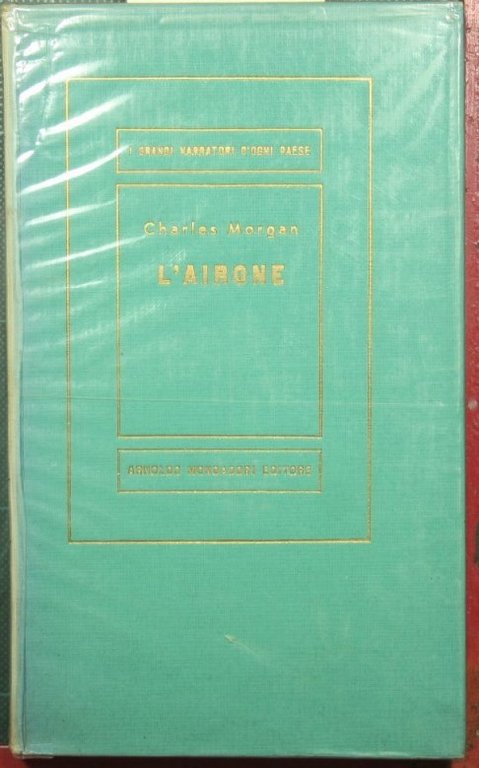 I GRANDI NARRATORI D'OGNI PAESE
Charles Morgan
L'AIRONE
ARNOLDO MONDADORI EDITORE